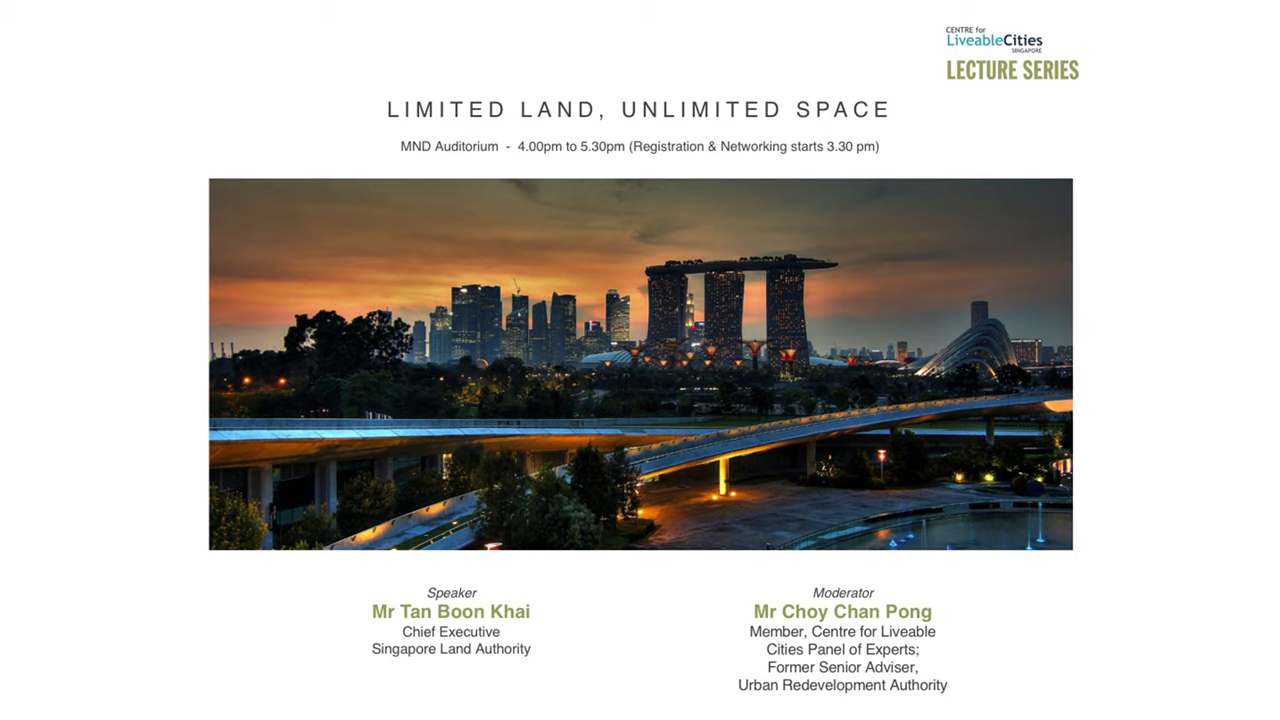 CENTRE for
LiveableCities
SINGAPORE
LECTURE SERIES
LIMITED LAND, UNLIMITED SPACE
MND Auditorium - 4.00pm to 5.30pm (Registration & Networking starts 3.30 pm)
Speaker
Mr Tan Boon Khai
Chief Executive
Singapore Land Authority
Moderator
Mr Choy Chan Pong
Member, Centre for Liveable
Cities Panel of Experts;
Former Senior Adviser,
Urban Redevelopment Authority